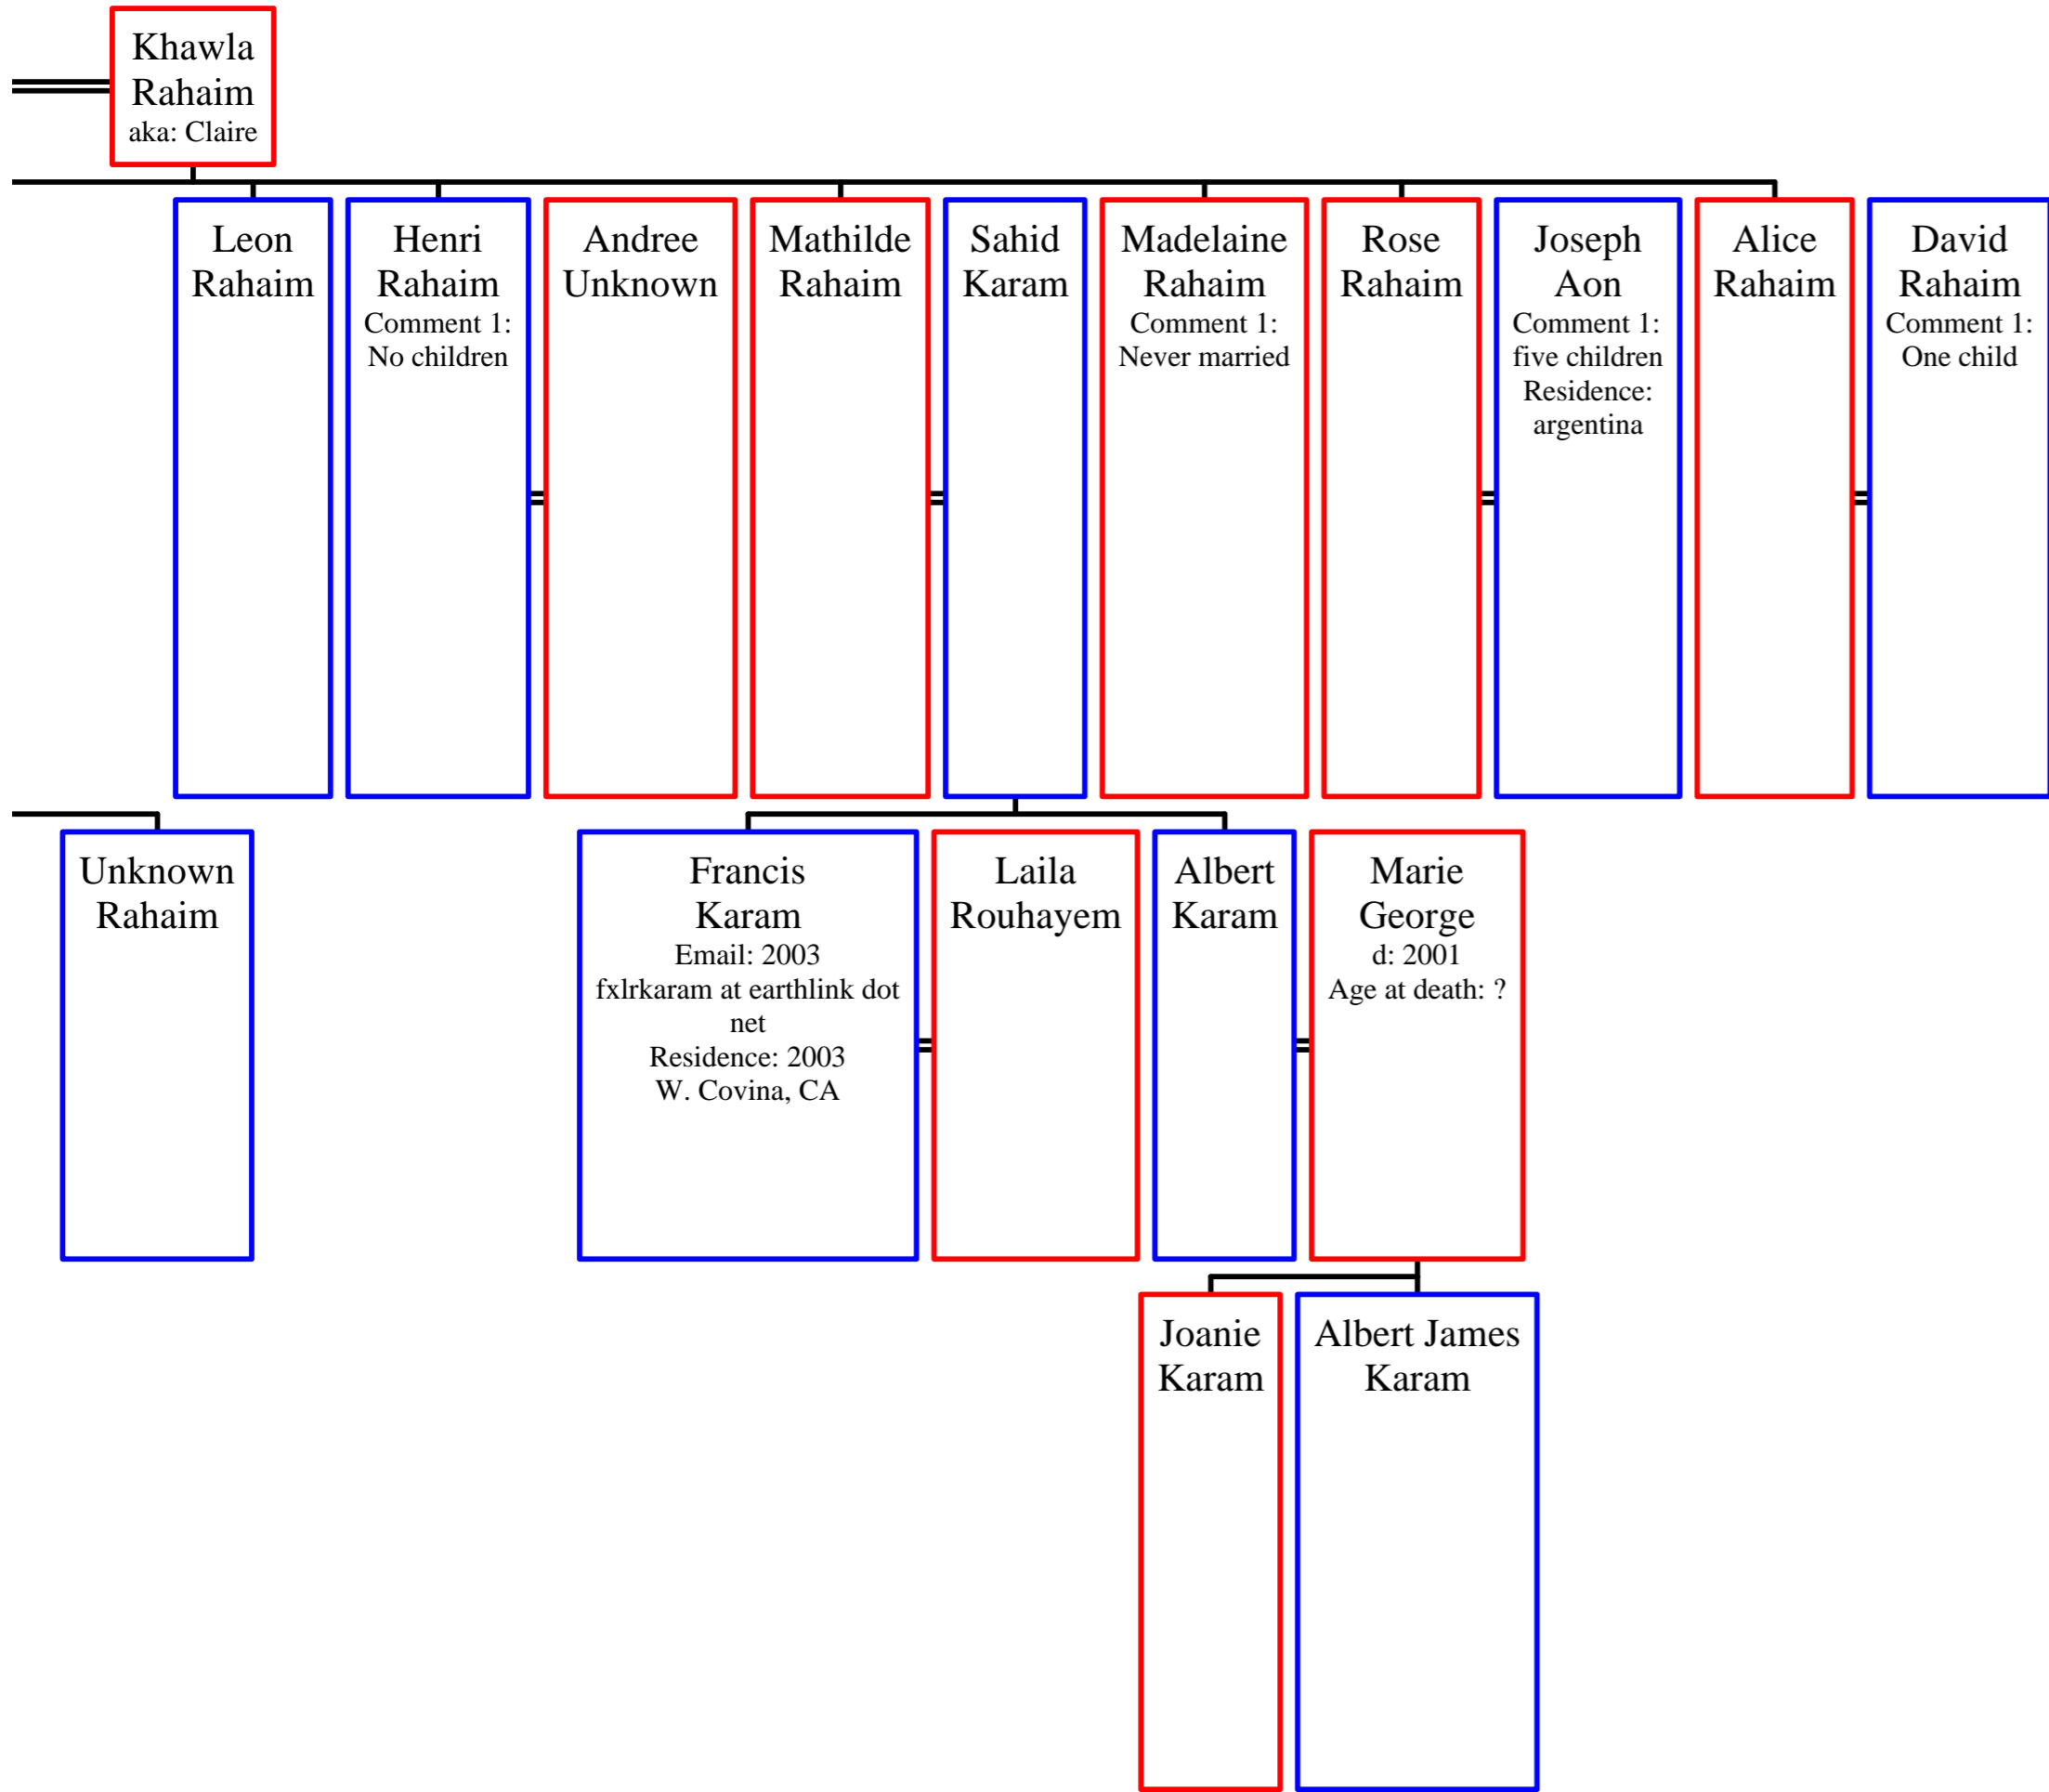 Khawla
Rahaim
aka: Claire
Leon
Rahaim
Henri
Rahaim
Comment 1:
No children
Andree
Unknown
Mathilde
Rahaim
Sahid
Karam
Madelaine
Rahaim
Comment 1:
Never married
Rose
Rahaim
Joseph
Aon
Comment 1:
five children
Residence:
argentina
Alice
Rahaim
David
Rahaim
Comment 1:
One child
Unknown
Rahaim
Francis
Karam
Email: 2003
fxlrkaram at earthlink dot
net
Residence: 2003
W. Covina, CA
Laila
Rouhayem
Albert
Karam
Marie
George
d: 2001
Age at death: ?
Joanie
Karam
Albert James
Karam